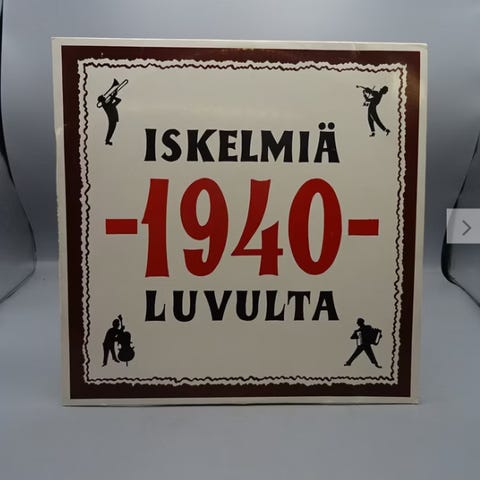 ISKELMIÄ
-1940-
LUVULTA